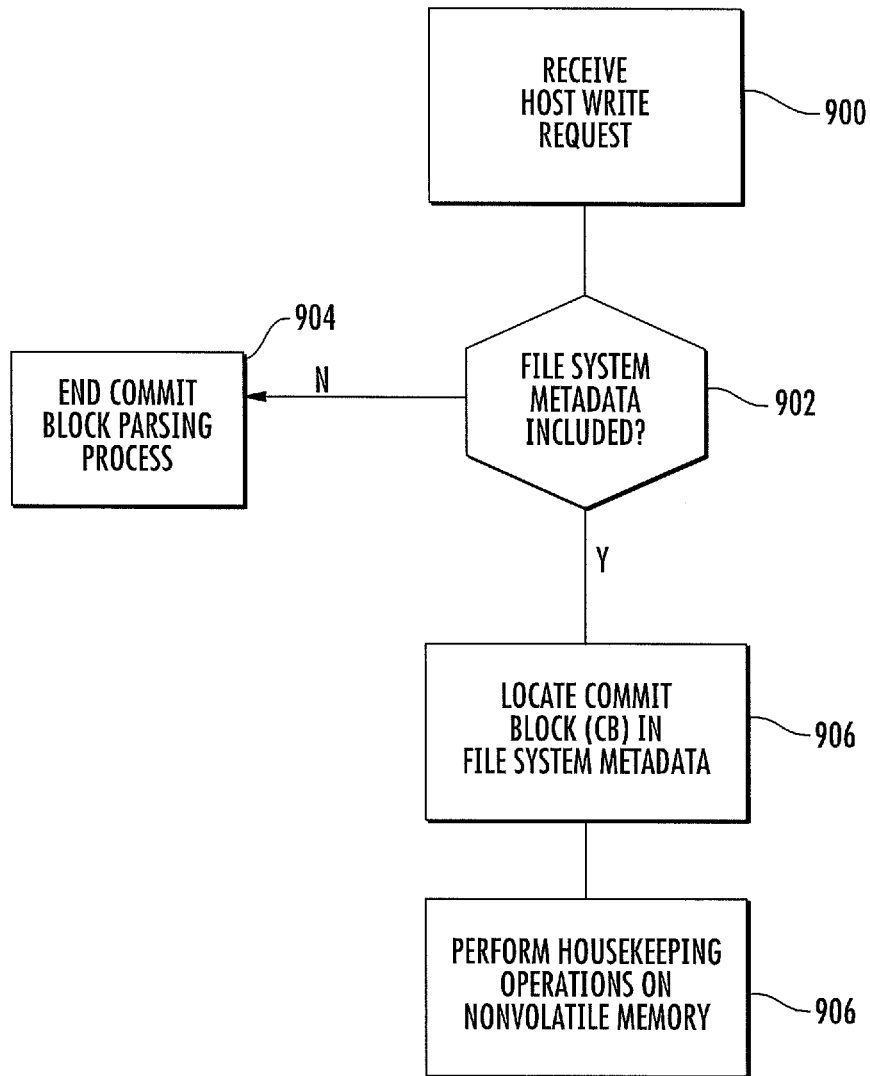 RECEIVE
HOST WRITE
REQUEST
900
FILE SYSTEM
METADATA
INCLUDED?
902
N
904
END COMMIT
BLOCK PARSING
PROCESS
Y
LOCATE COMMIT
BLOCK (CB) IN
FILE SYSTEM METADATA
906
PERFORM HOUSEKEEPING
OPERATIONS ON
NONVOLATILE MEMORY
906